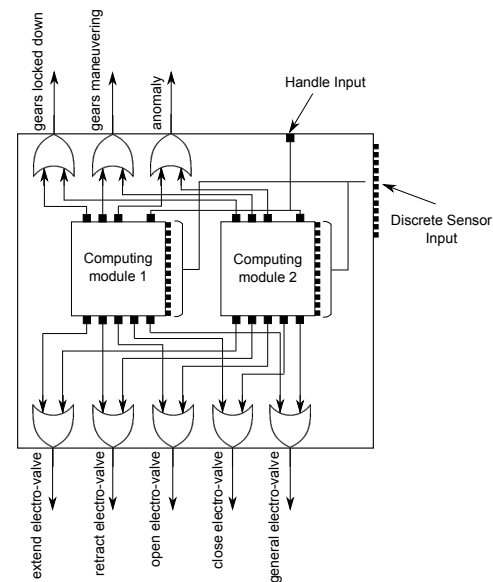 gears locked down
gears maneuvering
anomaly
Handle Input
Discrete Sensor
Input
Computing
module 1
Computing
module 2
extend electro-valve
retract electro-valve
open electro-valve
close electro-valve
general electro-valve